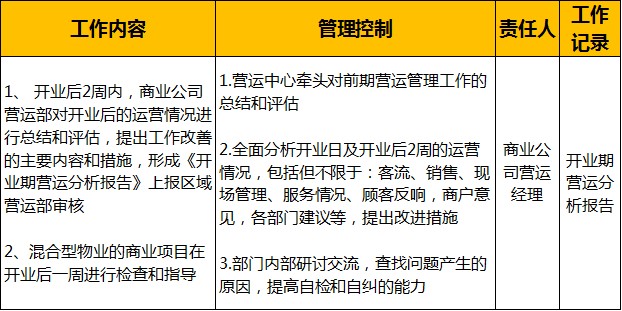 工作内容
管理控制
责任人
工作
记录
1、 开业后2周内，商业公司
营运部对开业后的运营情况进
行总结和评估，提出工作改善
的主要内容和措施，形成《开
业期营运分析报告》上报区域
营运部审核
2、混合型物业的商业项目在
开业后一周进行检查和指导
1.营运中心牵头对前期营运管理工作的
总结和评估
2.全面分析开业日及开业后2周的运营
情况，包括但不限于：客流、销售、现
场管理、服务情况、顾客反响，商户意
见，各部门建议等，提出改进措施
3.部门内部研讨交流，查找问题产生的
原因，提高自检和自纠的能力
商业公
司营运
经理
开业期
营运分
析报告